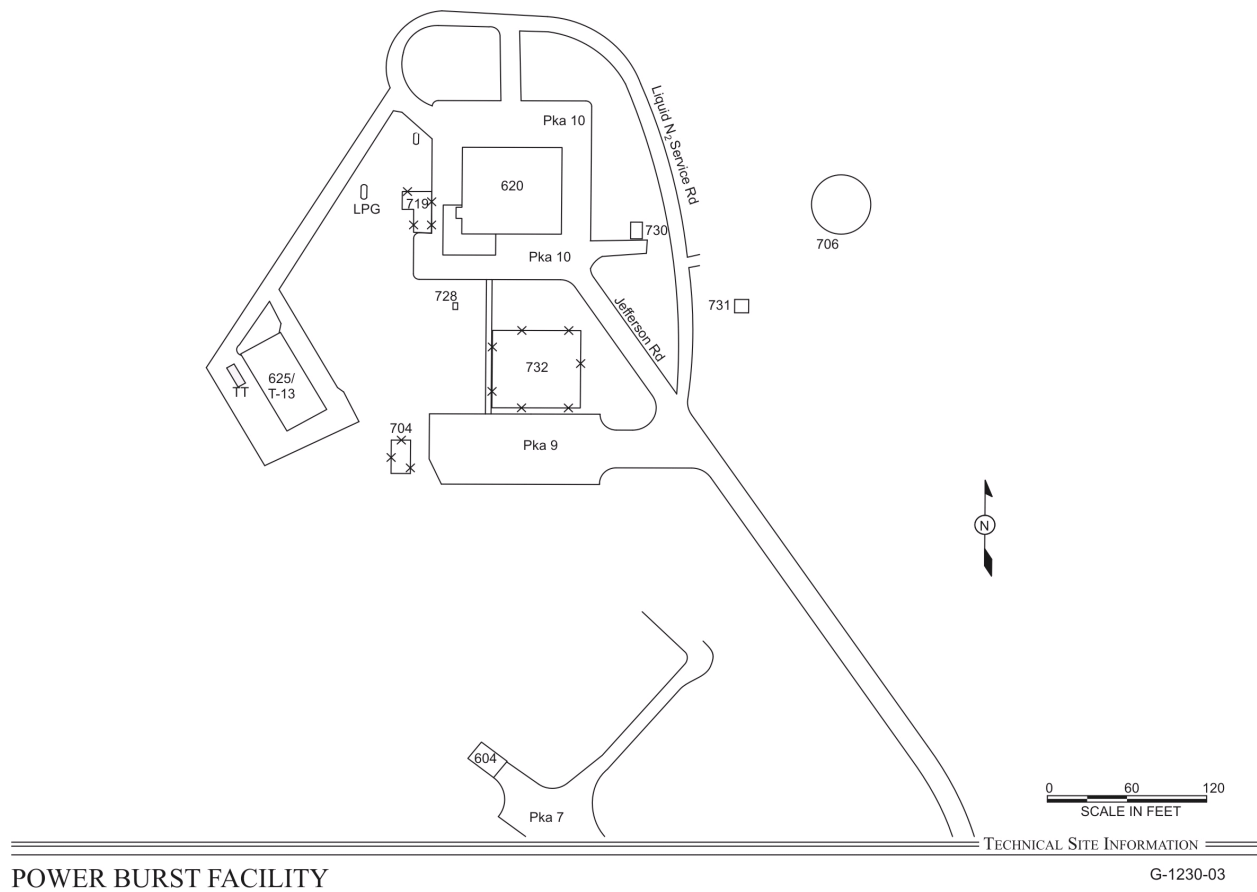 Pka 10
Liquid N₂ Service Rd
620
LPG
719
730
706
Pka 10
728
731
Jefferson Rd
732
625/
T-13
TT
704
Pka 9
N
604
Pka 7
0 60 120
SCALE IN FEET
TECHNICAL SITE INFORMATION
POWER BURST FACILITY
G-1230-03